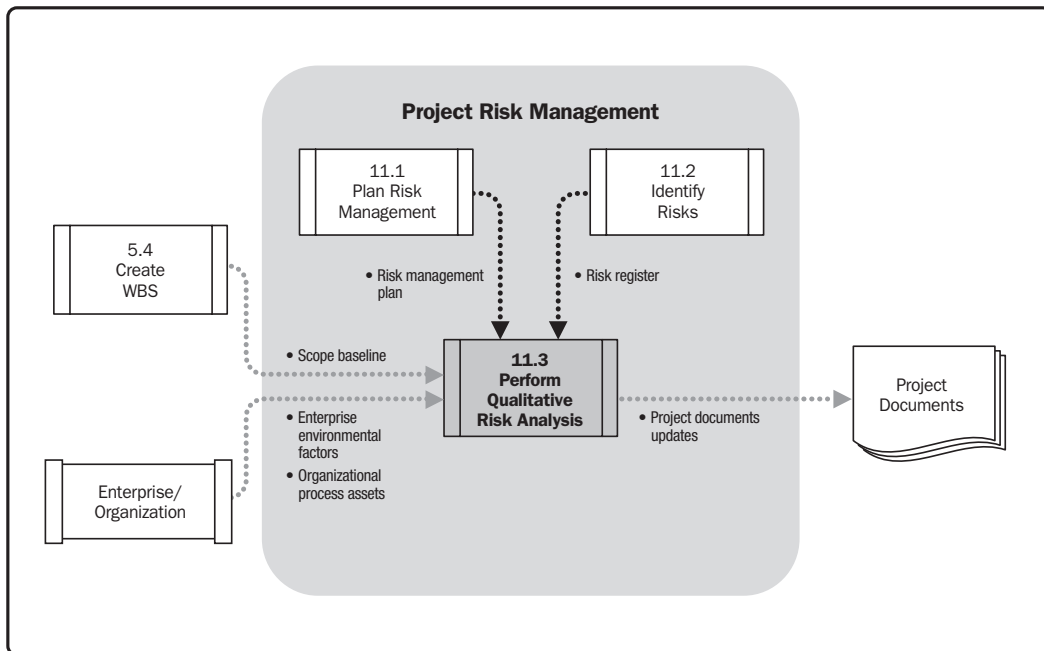 Project Risk Management
11.1
Plan Risk
Management
11.2
Identify
Risks
5.4
Create
WBS
• Risk management
plan
• Risk register
• Scope baseline
11.3
Perform
Qualitative
Risk Analysis
Project
Documents
• Enterprise
environmental
factors
• Organizational
process assets
• Project documents
updates
Enterprise/
Organization